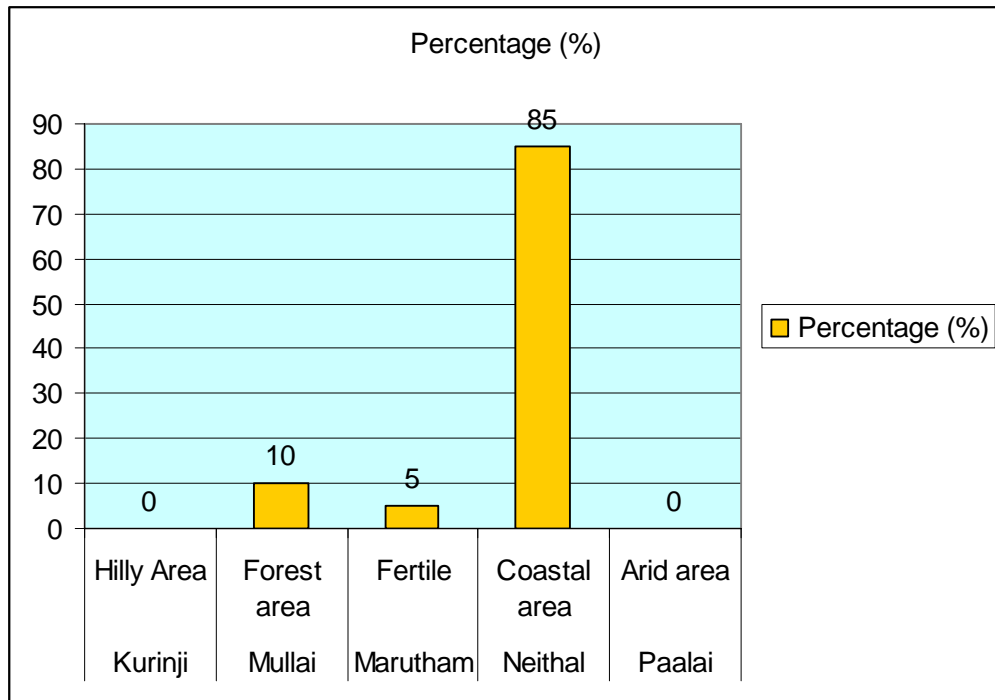 Percentage (%)
90
80
70
60
50
40
30
20
10
0
0
10
5
85
0
Hilly Area
Forest
area
Fertile
Coastal
area
Arid area
Kurinji
Mullai
Marutham
Neithal
Paalai
Percentage (%)